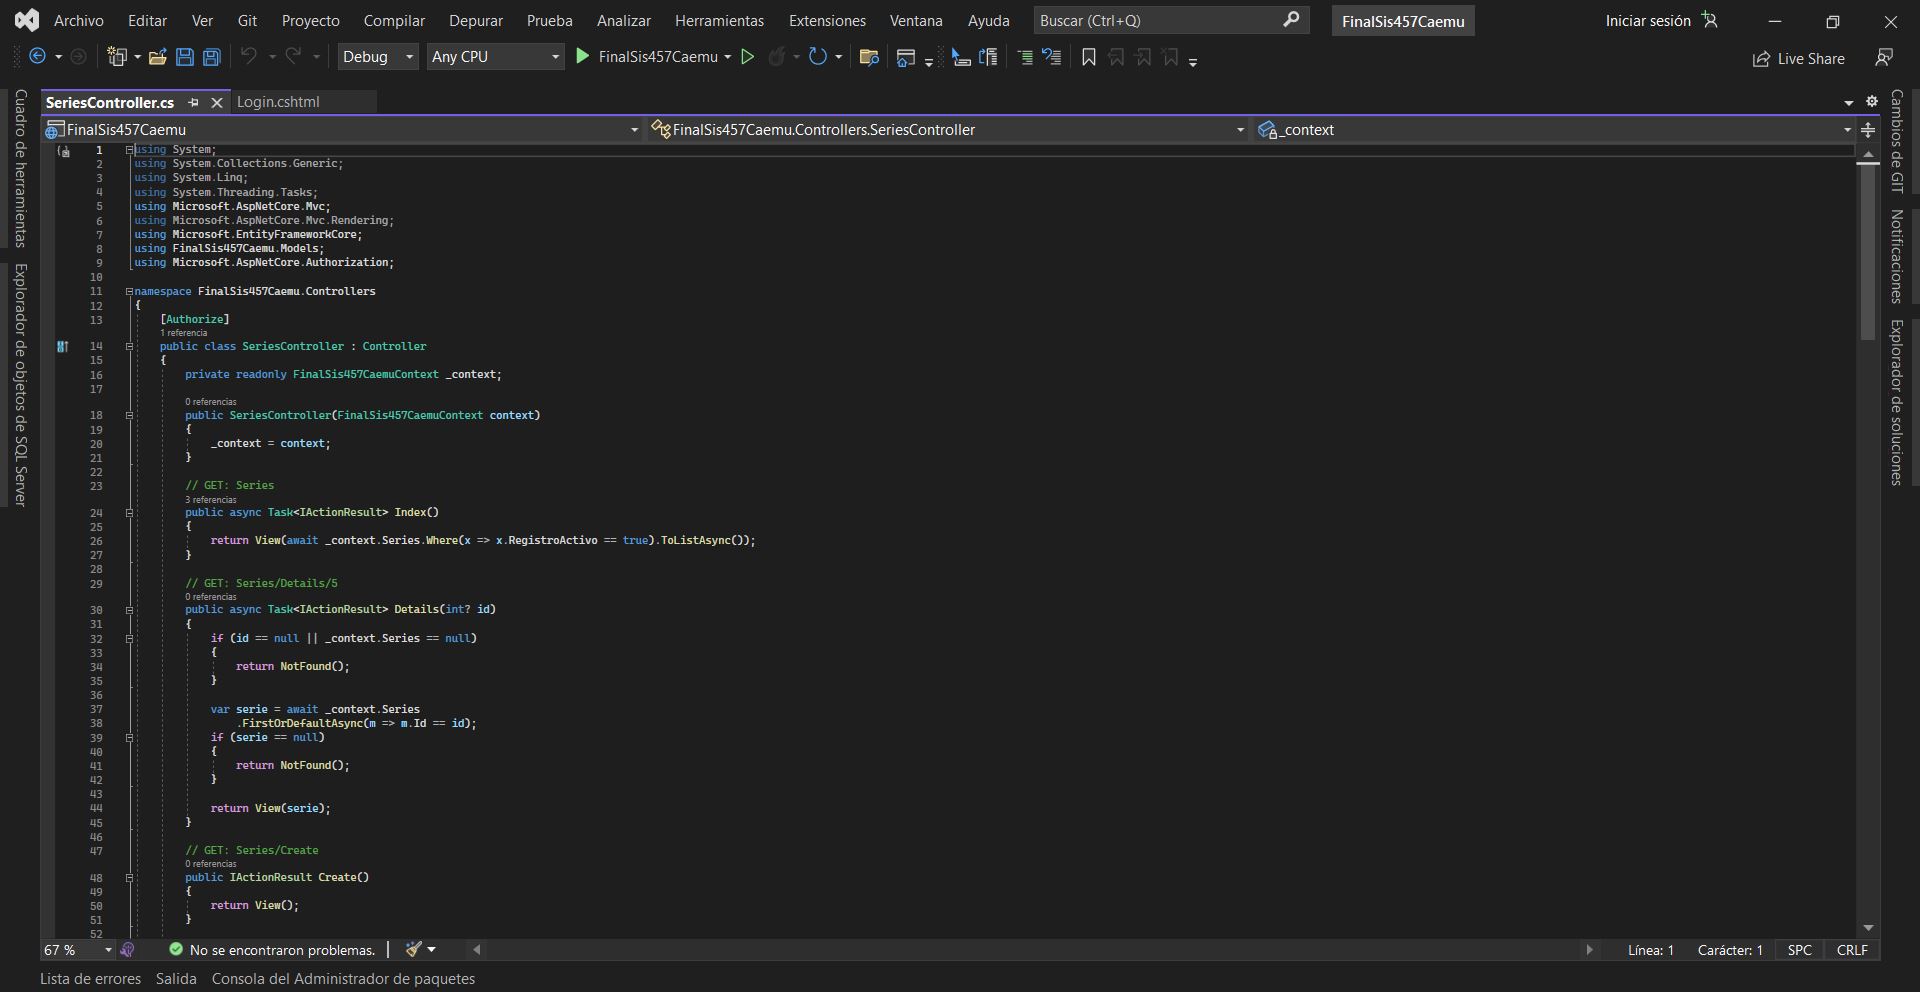 Archivo Editar Ver Git Proyecto Compilar Depurar Prueba Analizar Herramientas Extensiones Ventana Ayuda Buscar (Ctrl+Q) FinalSis457Caemu Iniciar sesión
Debug Any CPU FinalSis457Caemu Live Share
SeriesController.cs Login.cshtml
FinalSis457Caemu FinalSis457Caemu.Controllers.SeriesController _context
Cuadro de herramientas
Explorador de objetos de SQL Server
1 using System;
2 using System.Collections.Generic;
3 using System.Linq;
4 using System.Threading.Tasks;
5 using Microsoft.AspNetCore.Mvc;
6 using Microsoft.AspNetCore.Mvc.Rendering;
7 using Microsoft.EntityFrameworkCore;
8 using FinalSis457Caemu.Models;
9 using Microsoft.AspNetCore.Authorization;
10
11 namespace FinalSis457Caemu.Controllers
12 {
13 [Authorize]
1 referencia
14 public class SeriesController : Controller
15 {
16 private readonly FinalSis457CaemuContext _context;
17
0 referencias
18 public SeriesController(FinalSis457CaemuContext context)
19 {
20 _context = context;
21 }
22
23 // GET: Series
3 referencias
24 public async Task<IActionResult> Index()
25 {
26 return View(await _context.Series.Where(x => x.RegistroActivo == true).ToListAsync());
27 }
28
29 // GET: Series/Details/5
0 referencias
30 public async Task<IActionResult> Details(int? id)
31 {
32 if (id == null || _context.Series == null)
33 {
34 return NotFound();
35 }
36
37 var serie = await _context.Series
38 .FirstOrDefaultAsync(m => m.Id == id);
39 if (serie == null)
40 {
41 return NotFound();
42 }
43
44 return View(serie);
45 }
46
47 // GET: Series/Create
0 referencias
48 public IActionResult Create()
49 {
50 return View();
51 }
52
Cambios de GIT
Notificaciones
Explorador de soluciones
67 % No se encontraron problemas. Línea: 1 Carácter: 1 SPC CRLF
Lista de errores Salida Consola del Administrador de paquetes